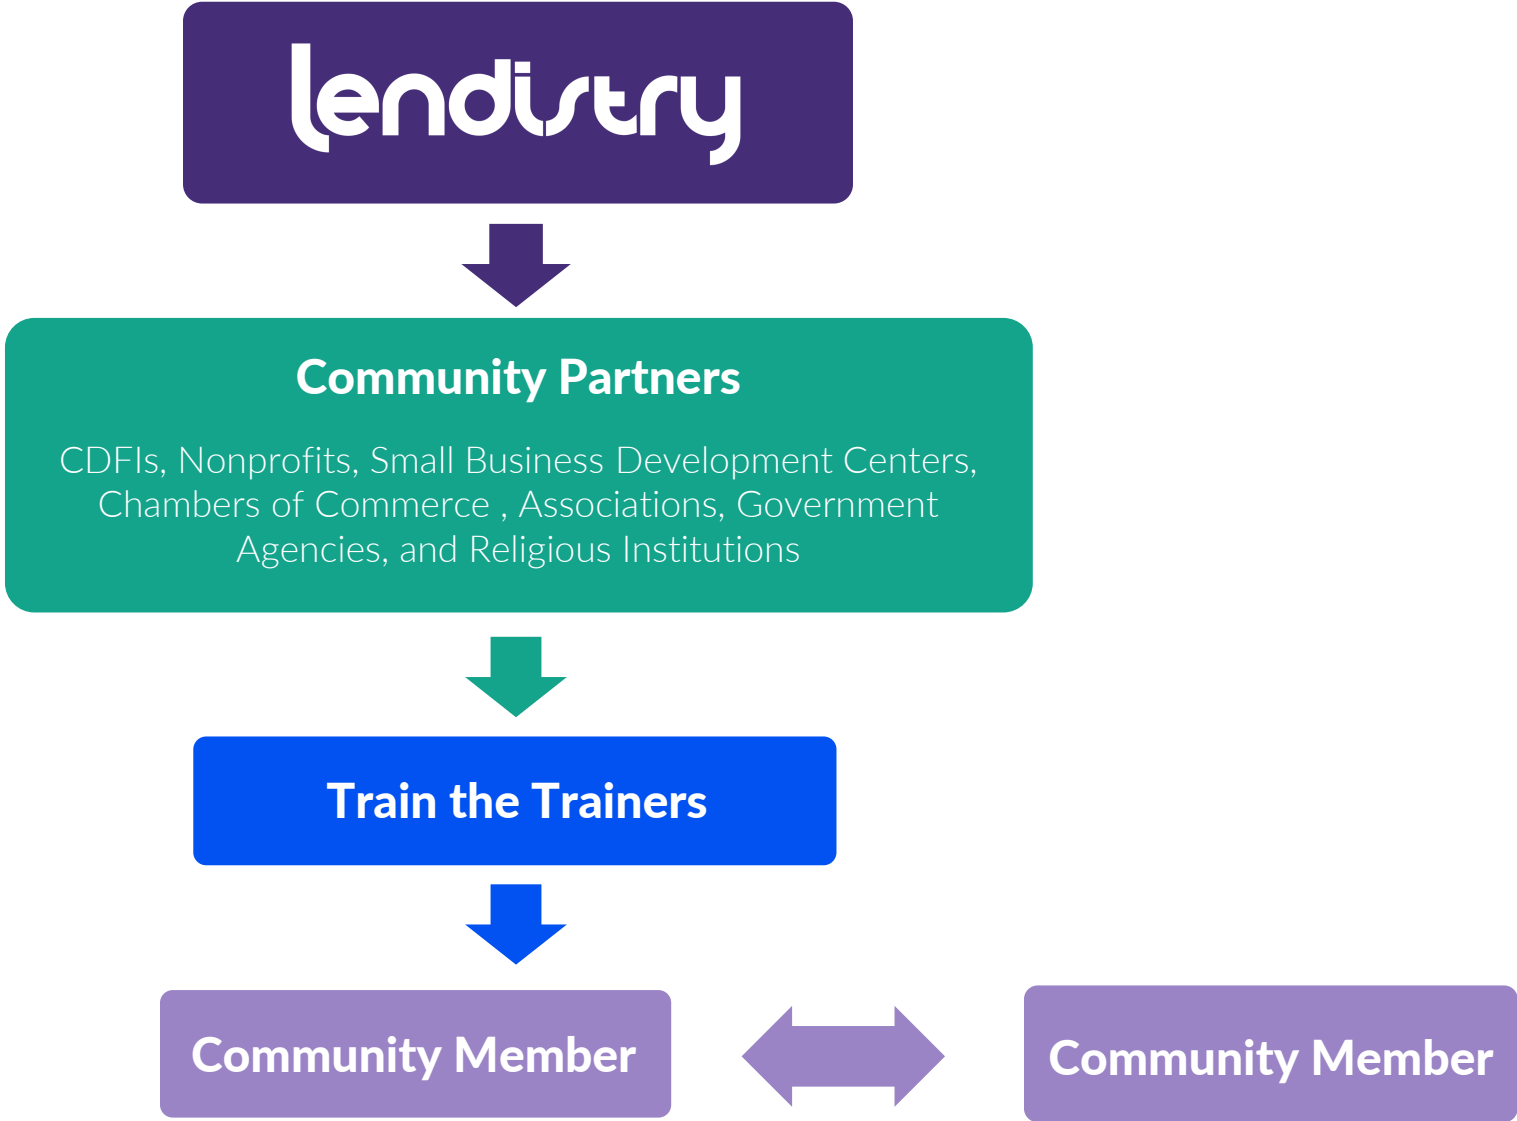 lendistry
Community Partners
CDFIs, Nonprofits, Small Business Development Centers,
Chambers of Commerce , Associations, Government
Agencies, and Religious Institutions
Train the Trainers
Community Member
Community Member